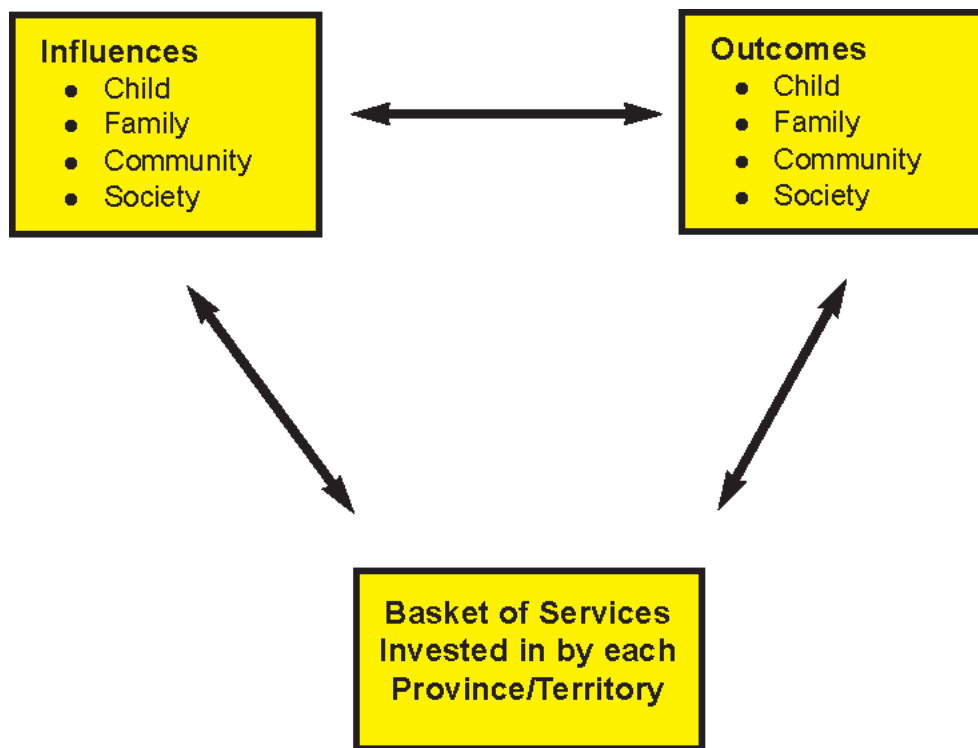 Influences
● Child
● Family
● Community
● Society
Outcomes
● Child
● Family
● Community
● Society
Basket of Services
Invested in by each
Province/Territory